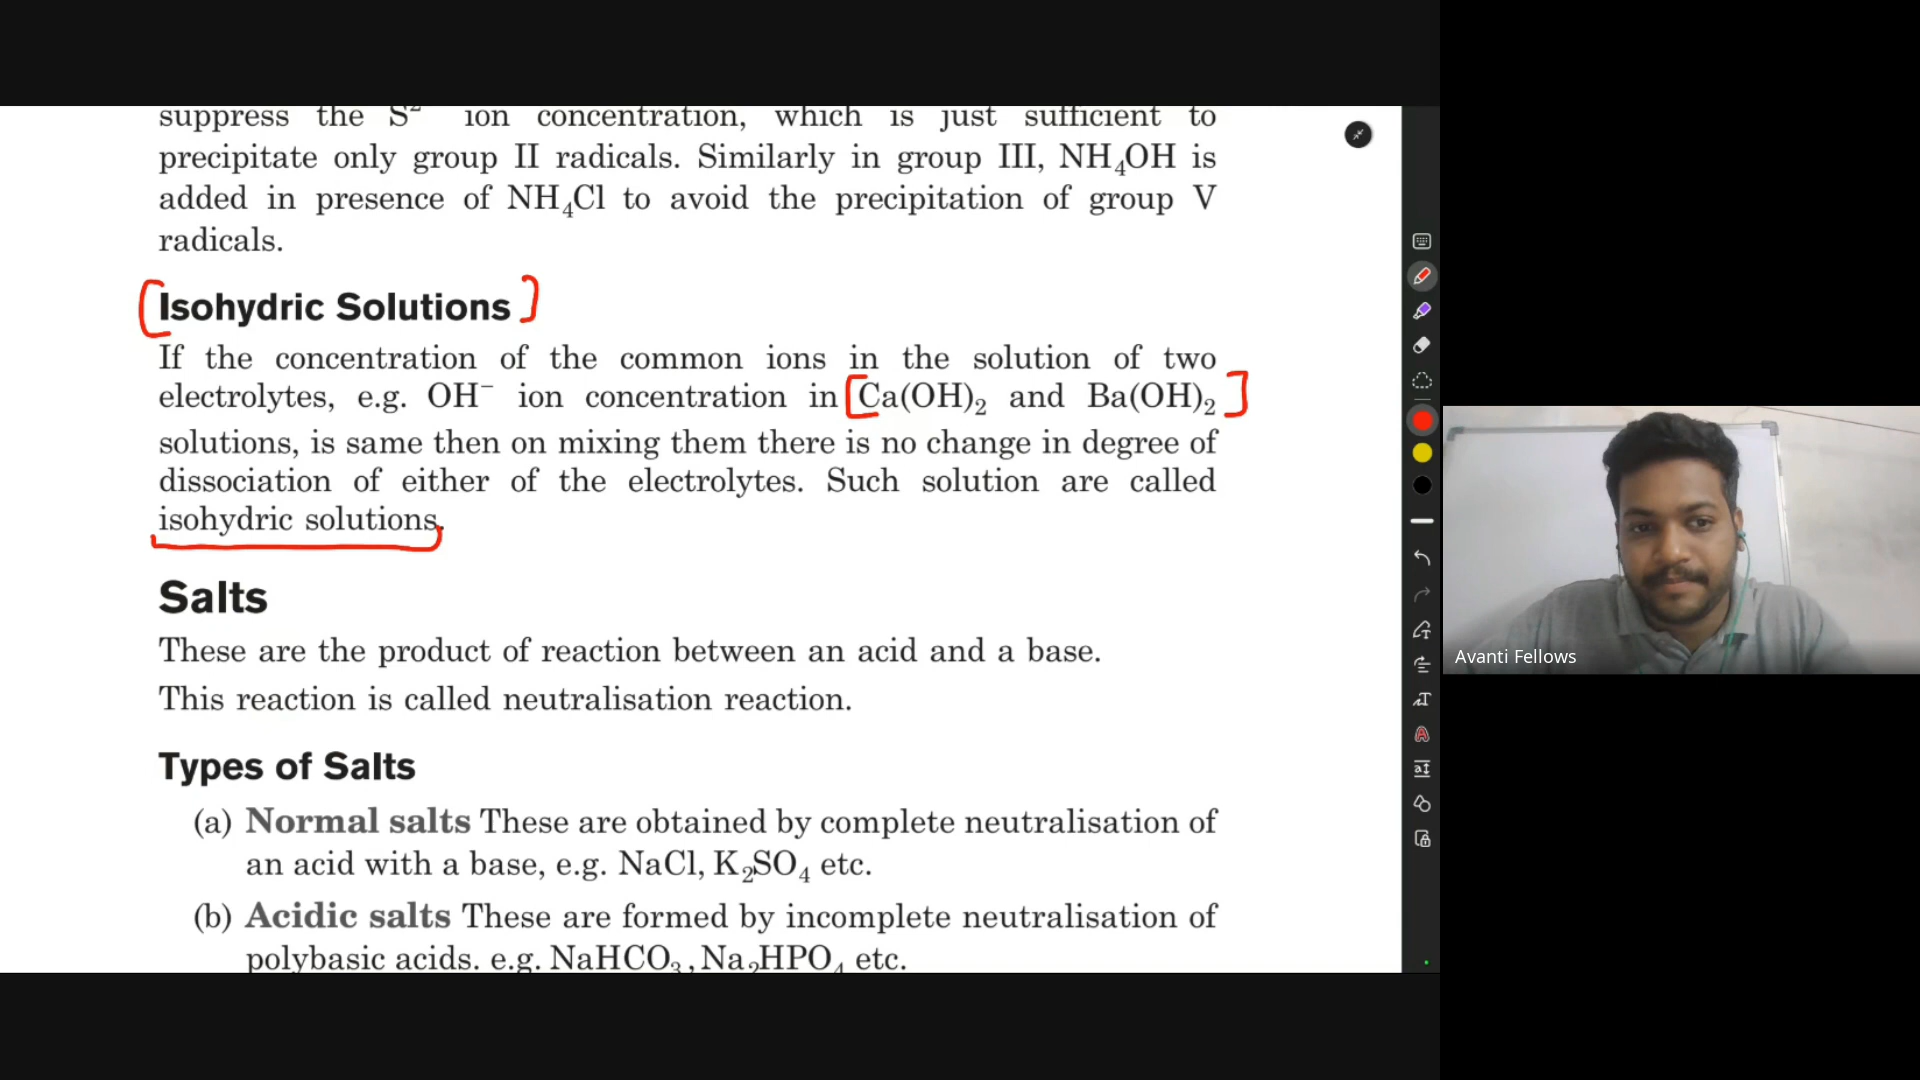 suppress the S²⁻ ion concentration, which is just sufficient to
precipitate only group II radicals. Similarly in group III, NH₄OH is
added in presence of NH₄Cl to avoid the precipitation of group V
radicals.
Isohydric Solutions
If the concentration of the common ions in the solution of two
electrolytes, e.g. OH⁻ ion concentration in Ca(OH)₂ and Ba(OH)₂
solutions, is same then on mixing them there is no change in degree of
dissociation of either of the electrolytes. Such solution are called
isohydric solutions.
Salts
These are the product of reaction between an acid and a base.
This reaction is called neutralisation reaction.
Types of Salts
(a) Normal salts These are obtained by complete neutralisation of
an acid with a base, e.g. NaCl, K₂SO₄ etc.
(b) Acidic salts These are formed by incomplete neutralisation of
polybasic acids. e.g. NaHCO₃, Na₂HPO₄ etc.
Avanti Fellows